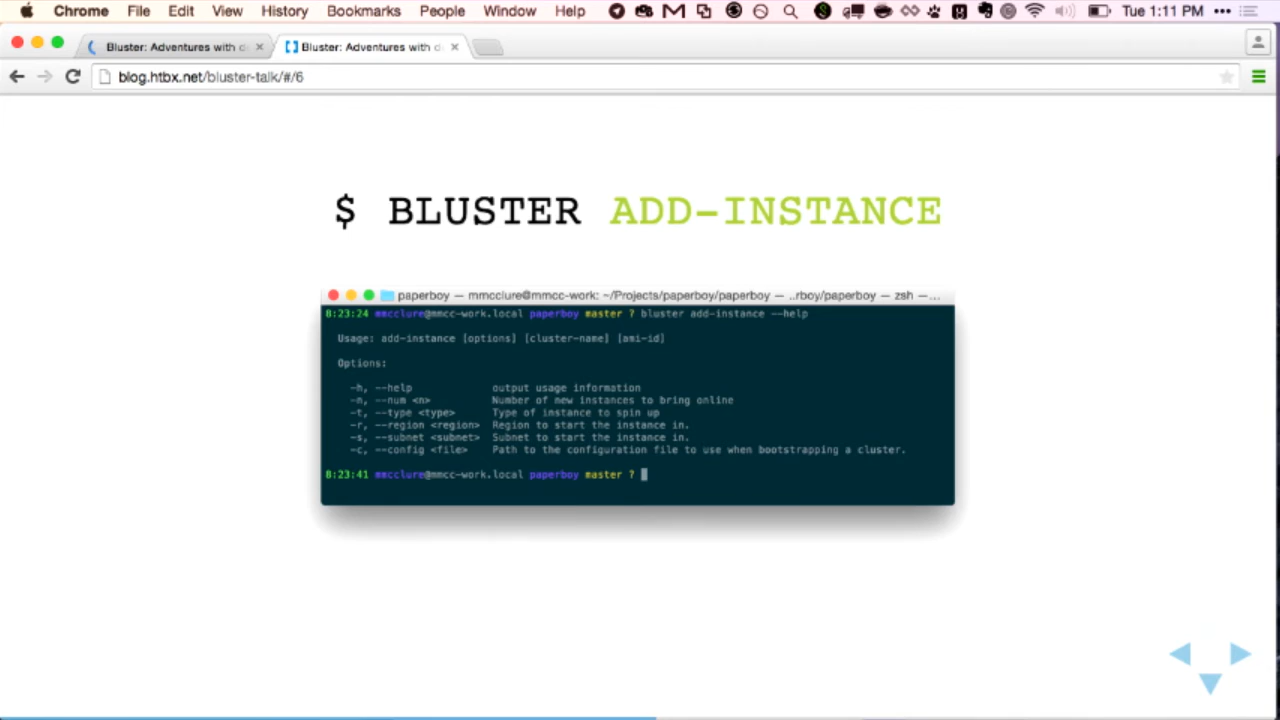 Chrome File Edit View History Bookmarks People Window Help Tue 1:11 PM
Bluster: Adventures with d Bluster: Adventures with d
blog.htbx.net/bluster-talk/#/6
$ BLUSTER ADD-INSTANCE
paperboy — mmcclure@mmcc-work: ~/Projects/paperboy/paperboy — ..rboy/paperboy — zsh —...
8:23:24 mmcclure@mmcc-work.local paperboy master ? bluster add-instance --help
Usage: add-instance [options] [cluster-name] [ami-id]
Options:
-h, --help output usage information
-n, --num <n> Number of new instances to bring online
-t, --type <type> Type of instance to spin up
-r, --region <region> Region to start the instance in.
-s, --subnet <subnet> Subnet to start the instance in.
-c, --config <file> Path to the configuration file to use when bootstrapping a cluster.
8:23:41 mmcclure@mmcc-work.local paperboy master ?